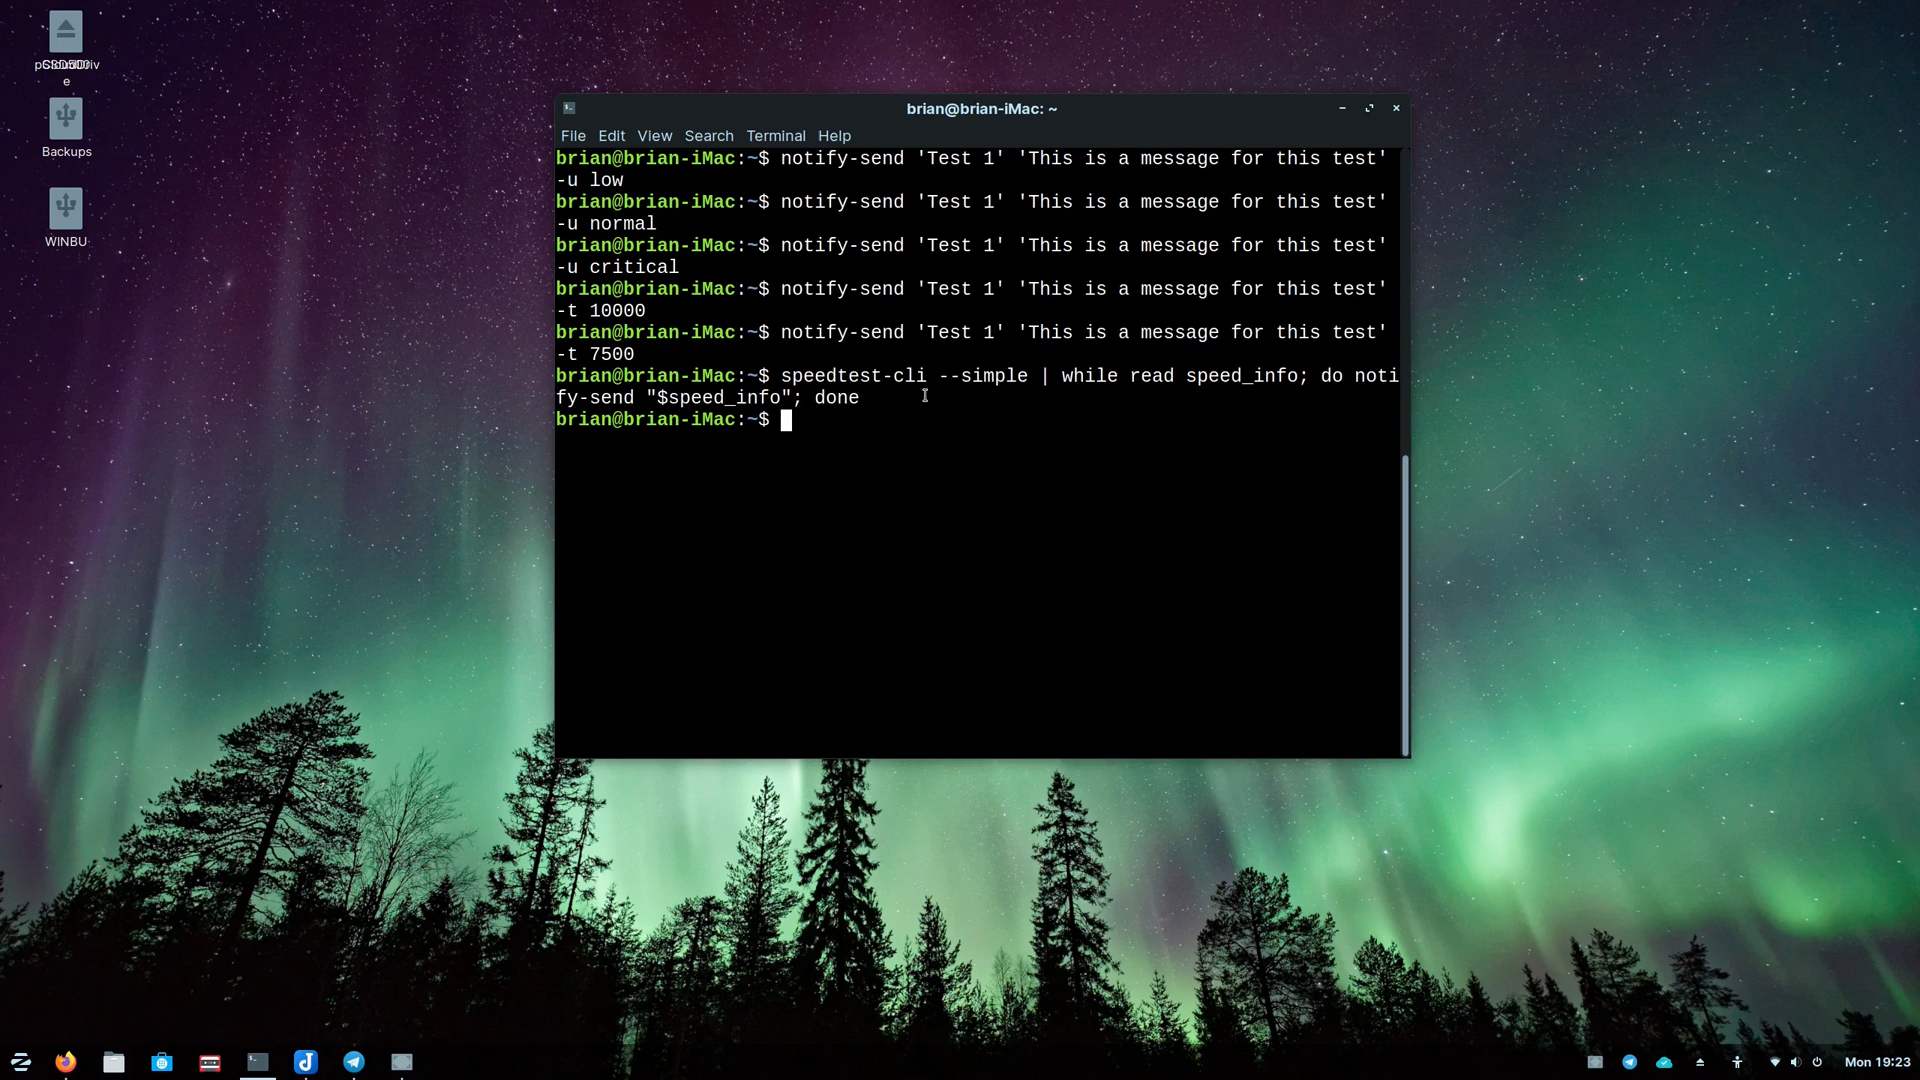 e
Backups
WINBU
brian@brian-iMac: ~
File Edit View Search Terminal Help
brian@brian-iMac:~$ notify-send 'Test 1' 'This is a message for this test'
-u low
brian@brian-iMac:~$ notify-send 'Test 1' 'This is a message for this test'
-u normal
brian@brian-iMac:~$ notify-send 'Test 1' 'This is a message for this test'
-u critical
brian@brian-iMac:~$ notify-send 'Test 1' 'This is a message for this test'
-t 10000
brian@brian-iMac:~$ notify-send 'Test 1' 'This is a message for this test'
-t 7500
brian@brian-iMac:~$ speedtest-cli --simple | while read speed_info; do noti
fy-send "$speed_info"; done
brian@brian-iMac:~$
Mon 19:23